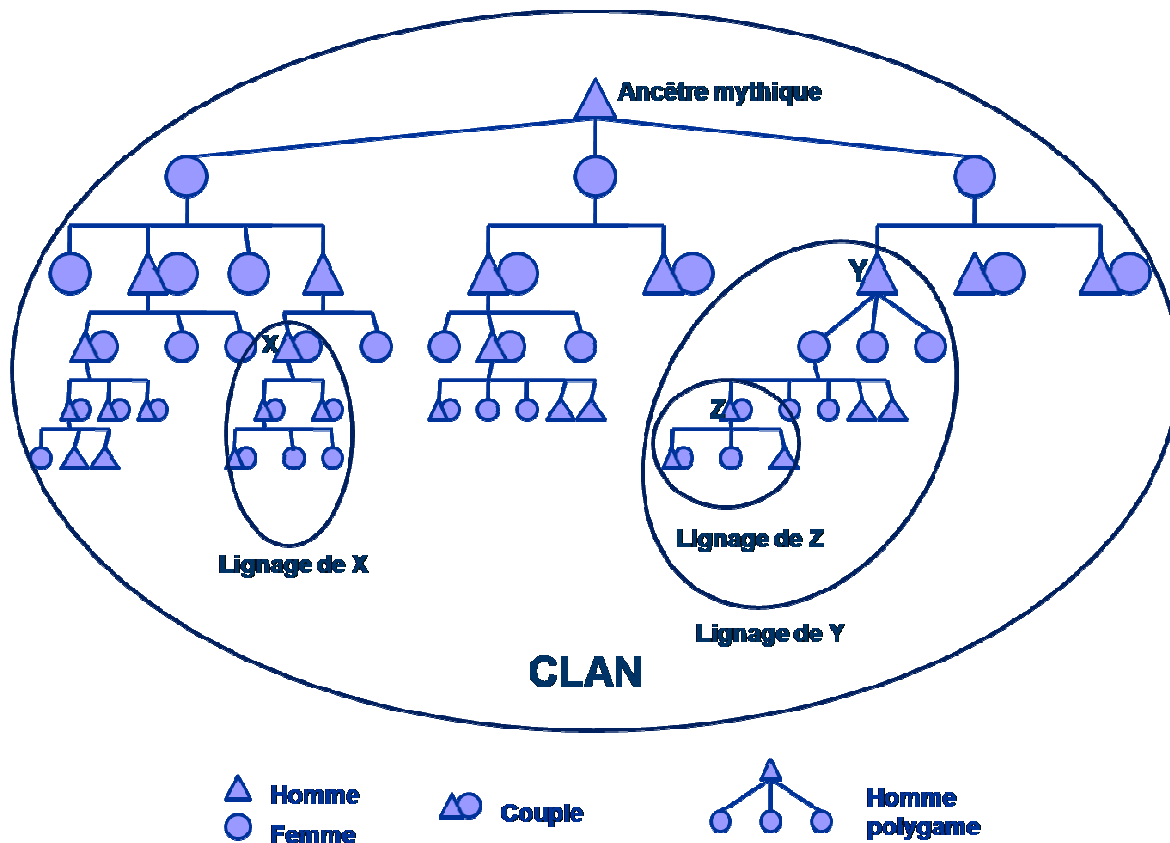 Ancêtre mythique
Y
X
Z
Lignage de Z
Lignage de X
Lignage de Y
CLAN
Homme
Femme
Couple
Homme
polygame